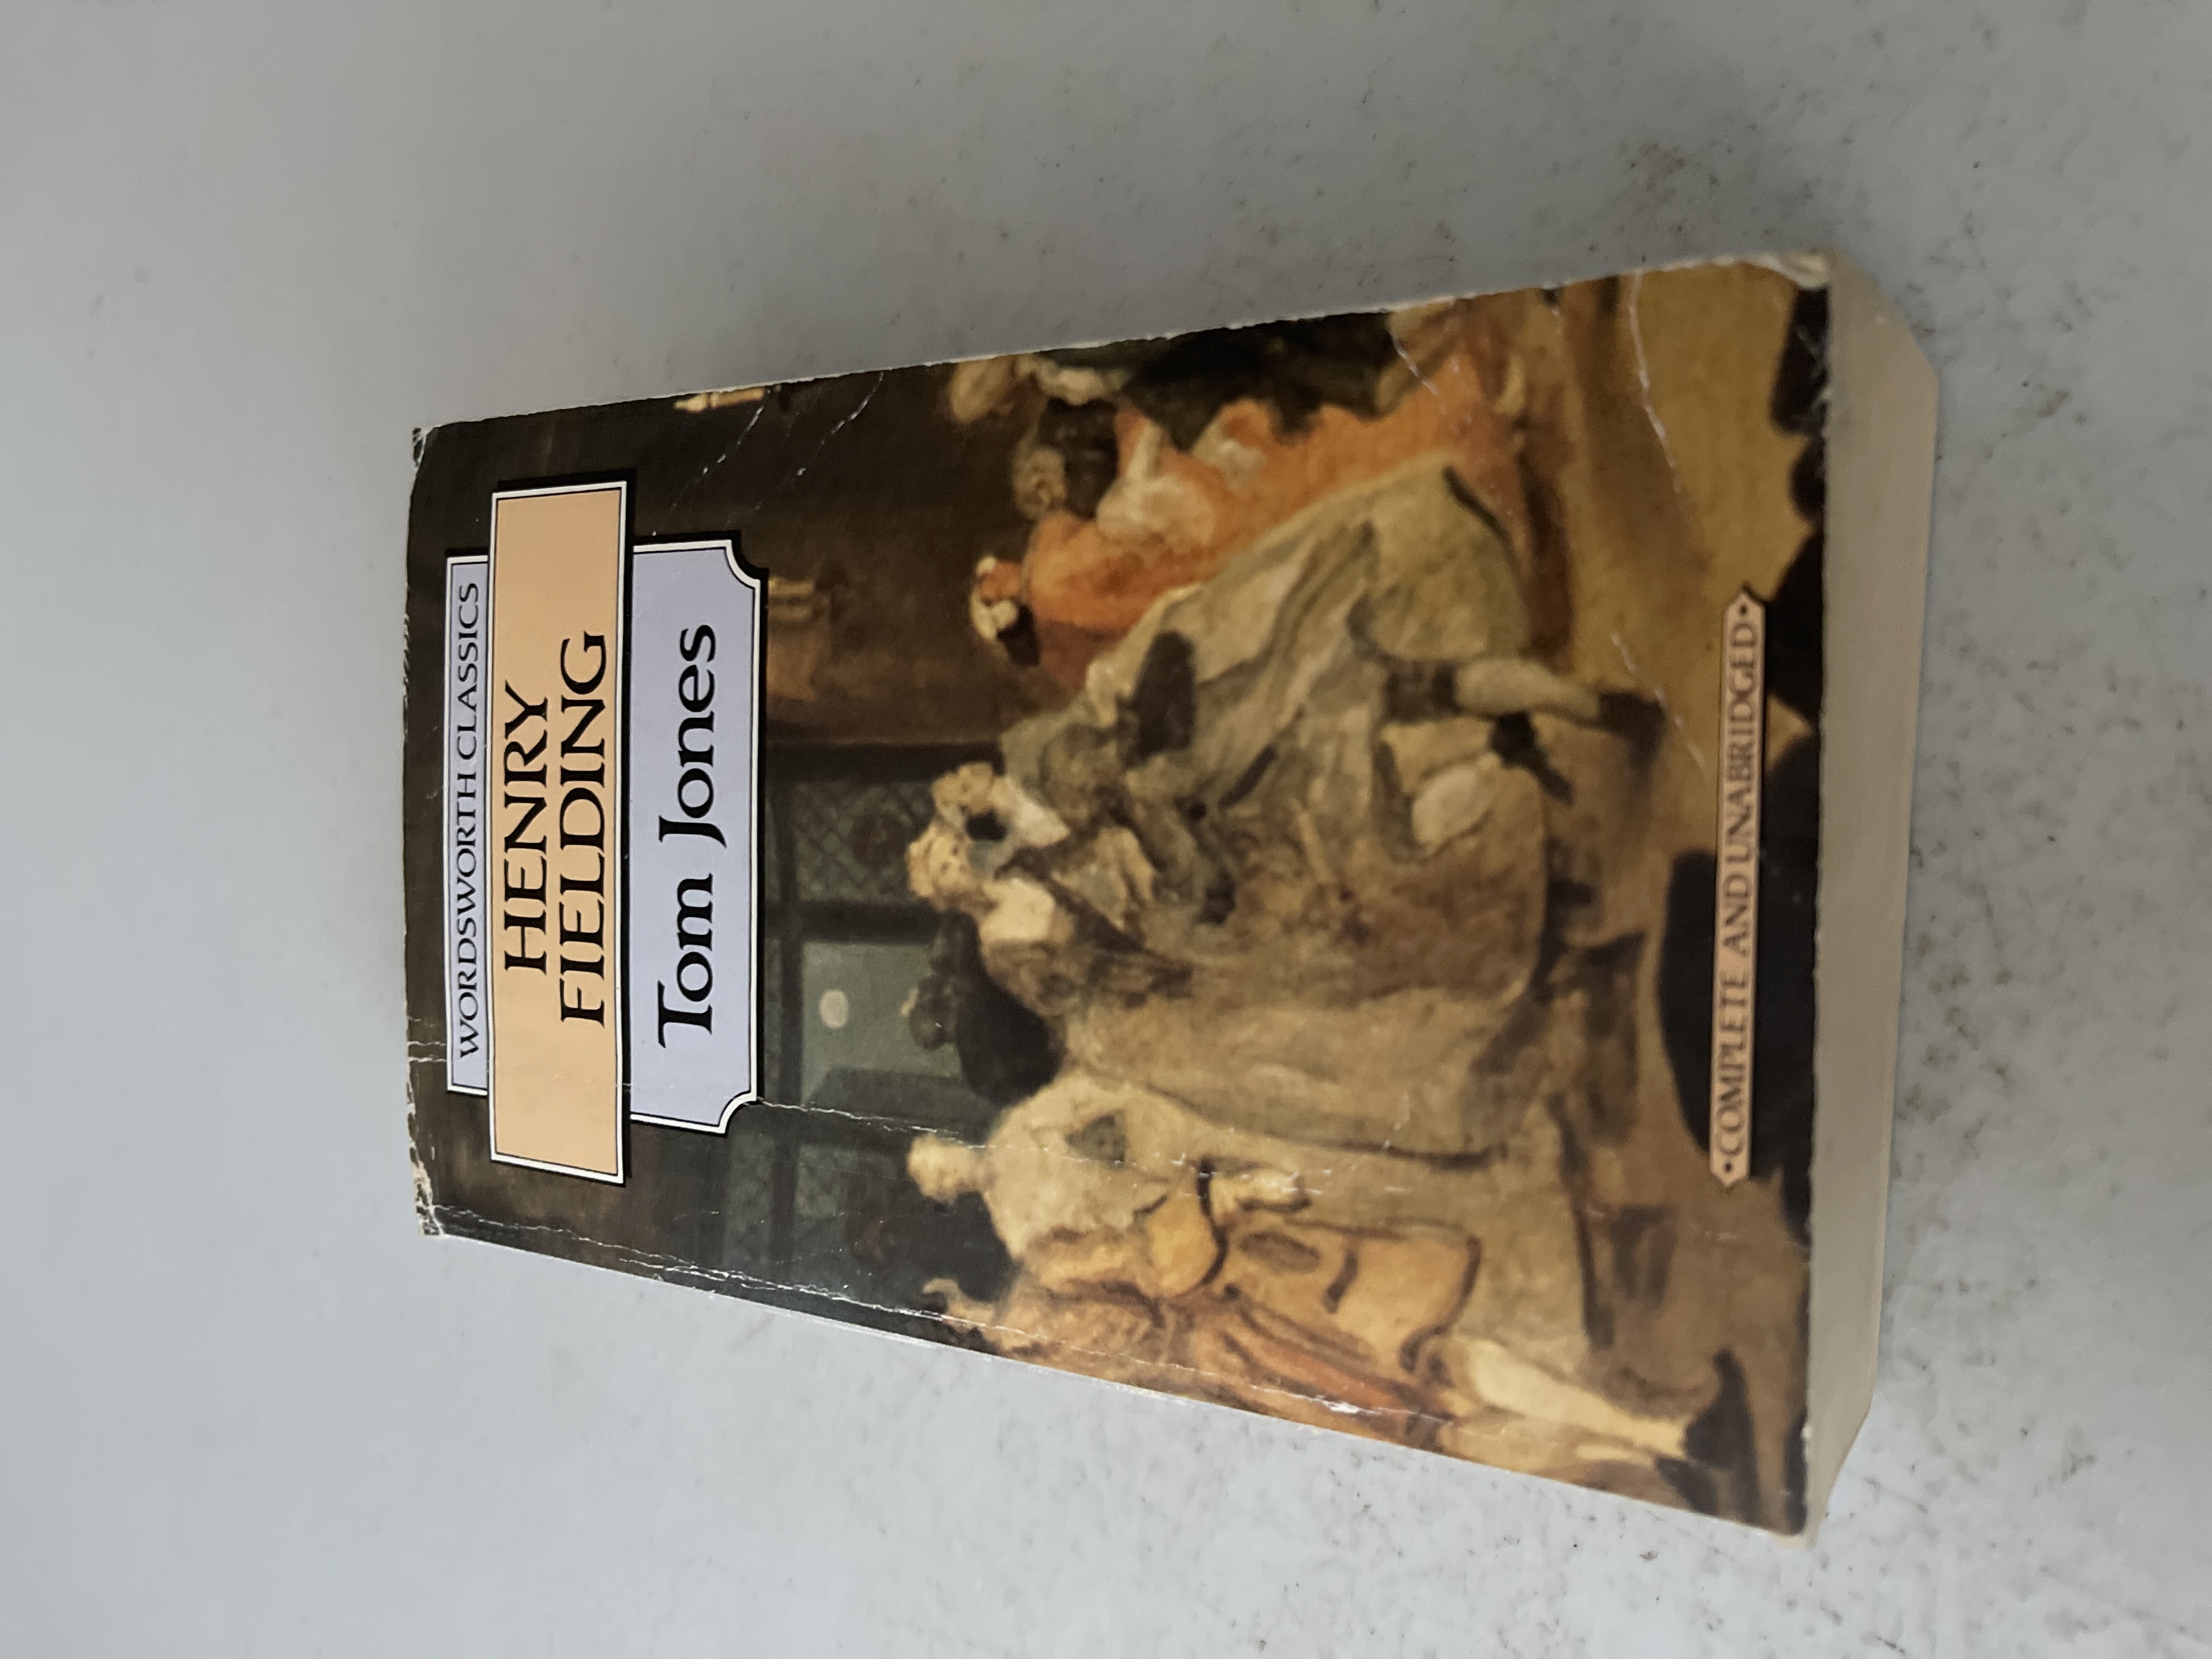 WORDSWORTH CLASSICS
HENRY
FIELDING
Tom Jones
• COMPLETE AND UNABRIDGED •